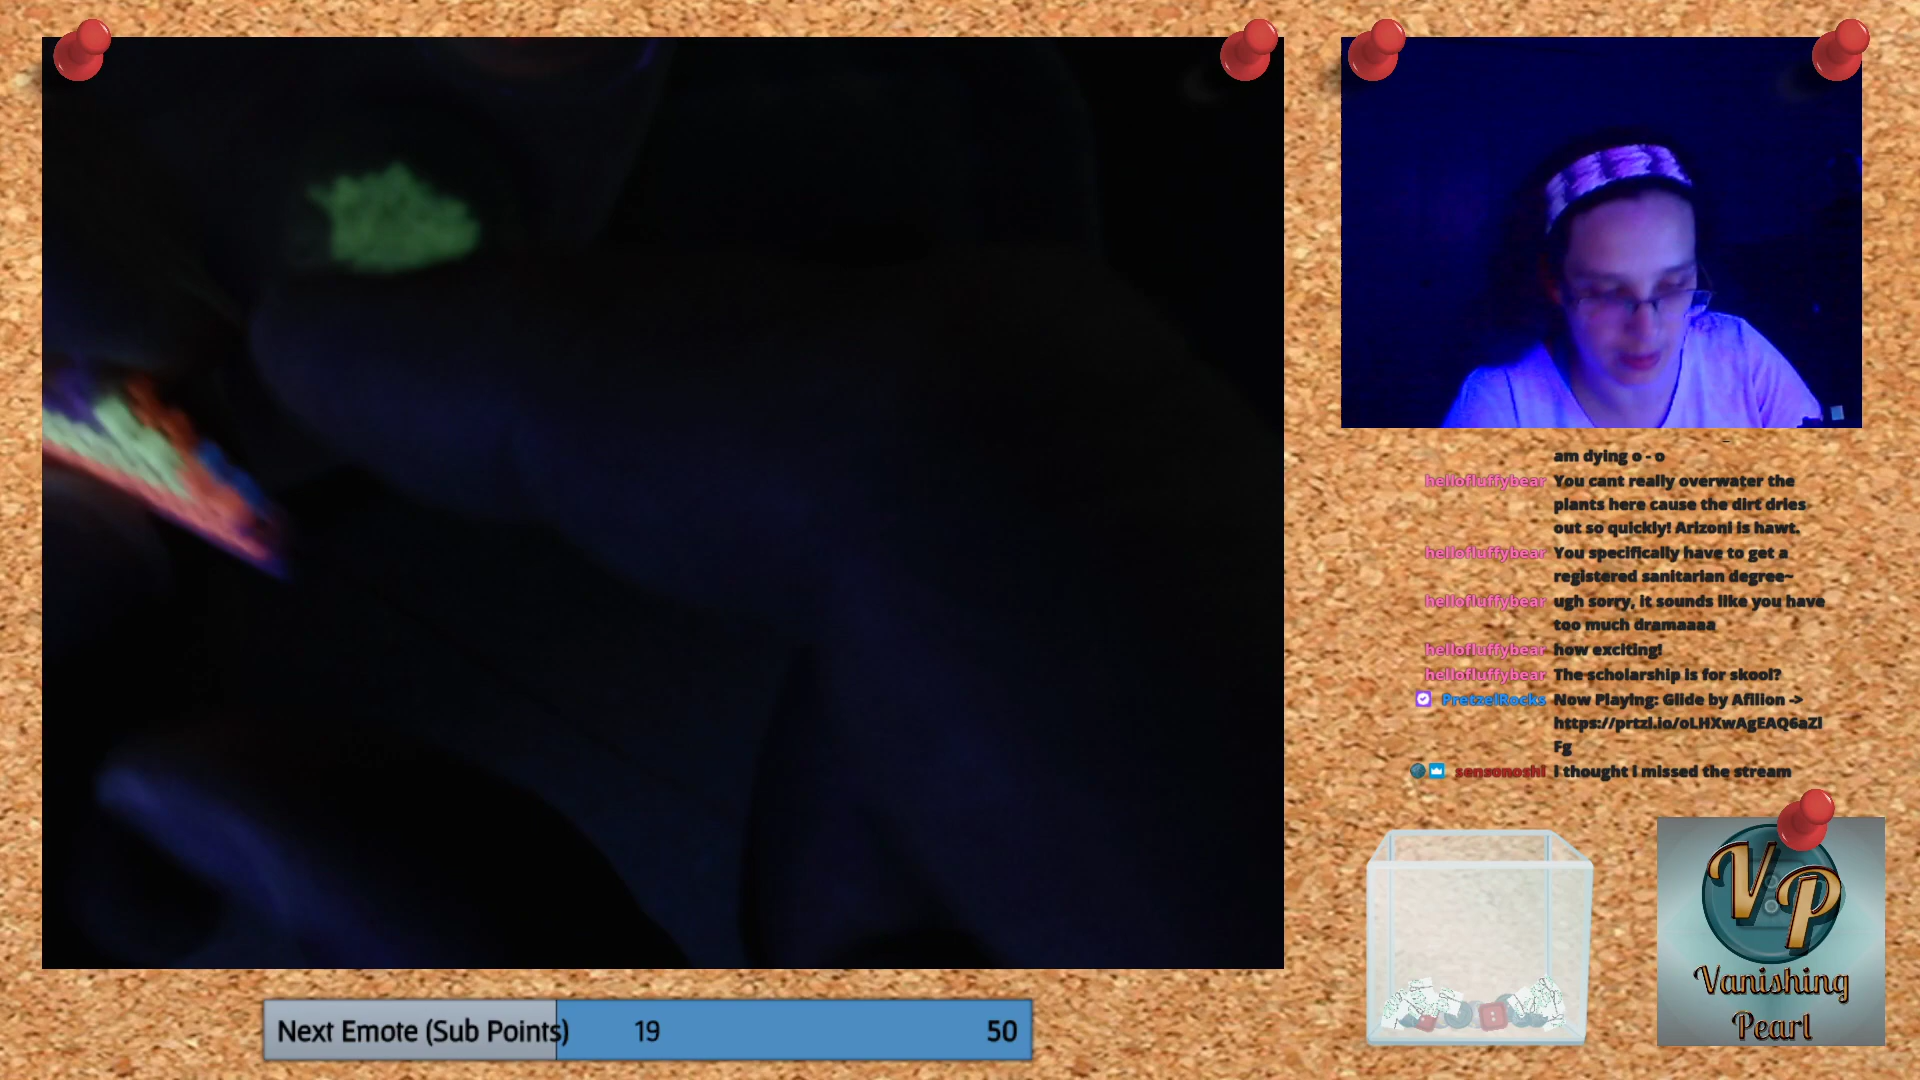 am dying o - o
hellofluffybear You cant really overwater the
plants here cause the dirt dries
out so quickly! Arizoni is hawt.
hellofluffybear You specifically have to get a
registered sanitarian degree~
hellofluffybear ugh sorry, it sounds like you have
too much dramaaaa
hellofluffybear how exciting!
hellofluffybear The scholarship is for skool?
PretzelRocks Now Playing: Glide by Afilion ->
https://prtzl.io/oLHXwAgEAQ6aZl
Fg
sensonoshi I thought I missed the stream
VP
Vanishing
Pearl
Next Emote (Sub Points) 19 50